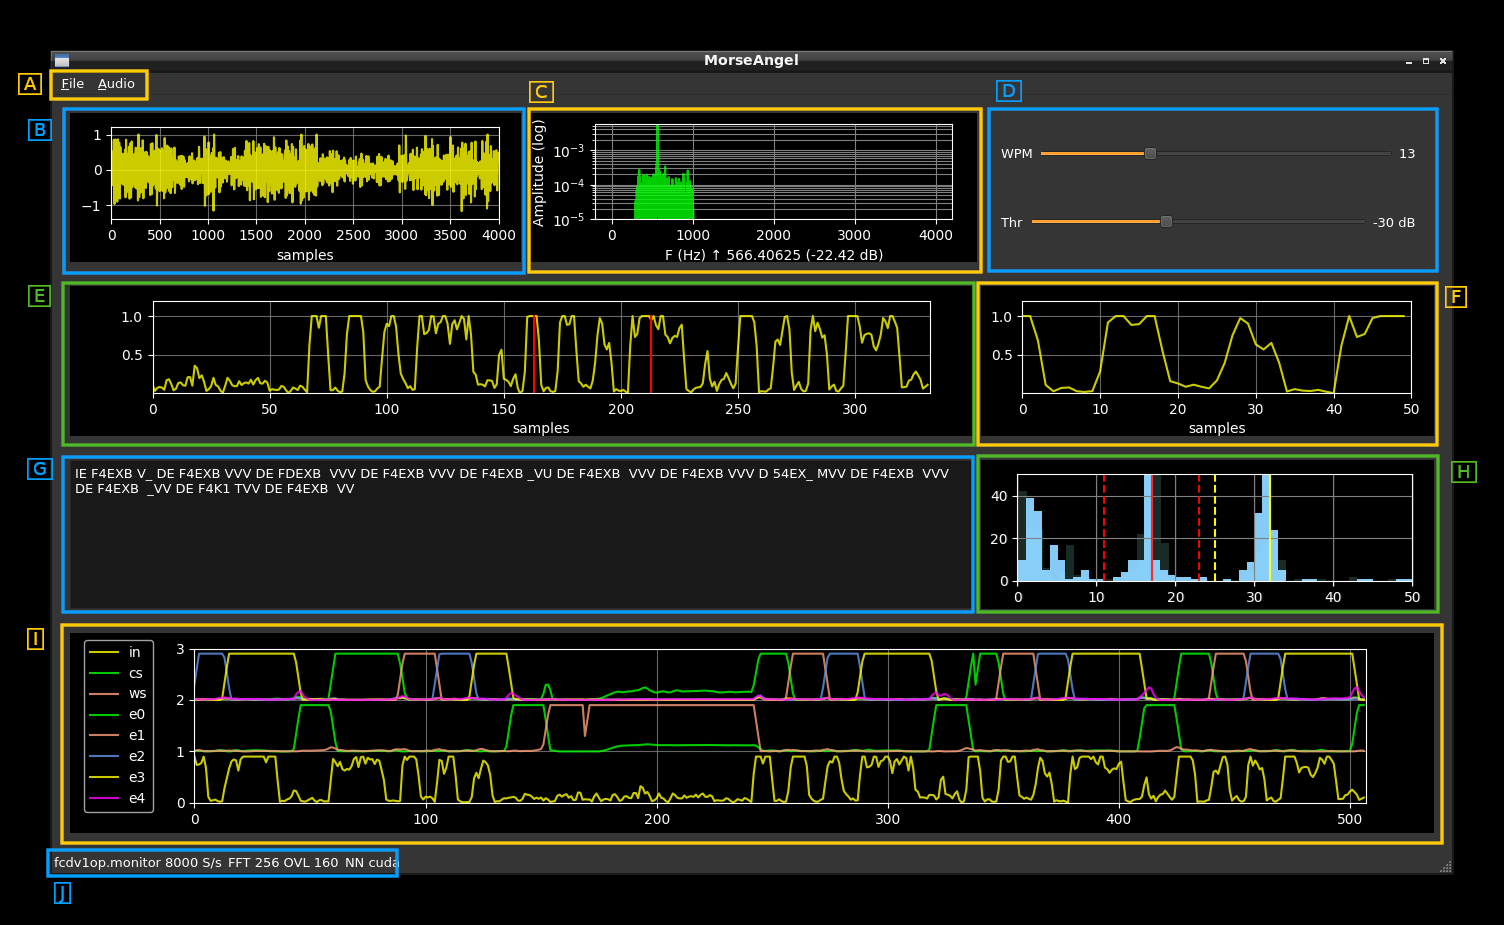 MorseAngel
A
File Audio
B
C
D
1
0
−1
0 500 1000 1500 2000 2500 3000 3500 4000
samples
Amplitude (log)
10−3
10−4
10−5
0 1000 2000 3000 4000
F (Hz) ↑ 566.40625 (-22.42 dB)
WPM 13
Thr -30 dB
E
1.0
0.5
0 50 100 150 200 250 300
samples
F
1.0
0.5
0 10 20 30 40 50
samples
G
IE F4EXB V_ DE F4EXB VVV DE FDEXB  VVV DE F4EXB VVV DE F4EXB _VU DE F4EXB  VVV DE F4EXB VVV D 54EX_ MVV DE F4EXB  VVV
DE F4EXB  _VV DE F4K1 TVV DE F4EXB  VV
H
40
20
0
0 10 20 30 40 50
I
in
cs
ws
e0
e1
e2
e3
e4
3
2
1
0
0 100 200 300 400 500
fcdv1op.monitor 8000 S/s FFT 256 OVL 160 NN cuda
J